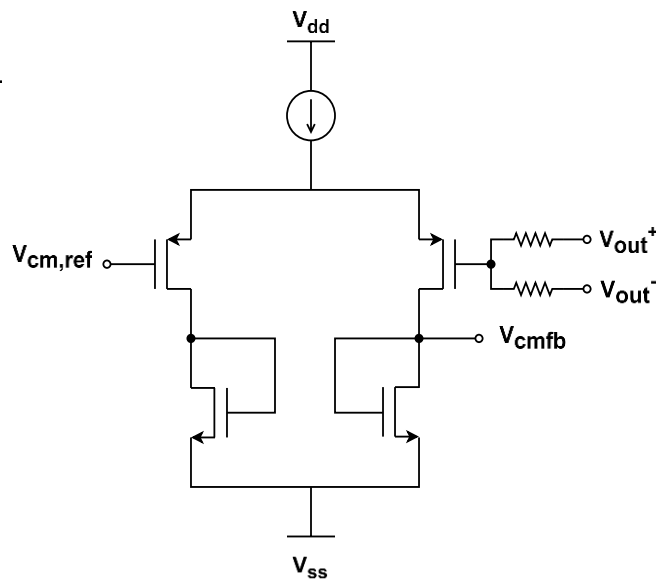 Vdd
Vcm,ref
Vout+
Vout-
Vcmfb
Vss